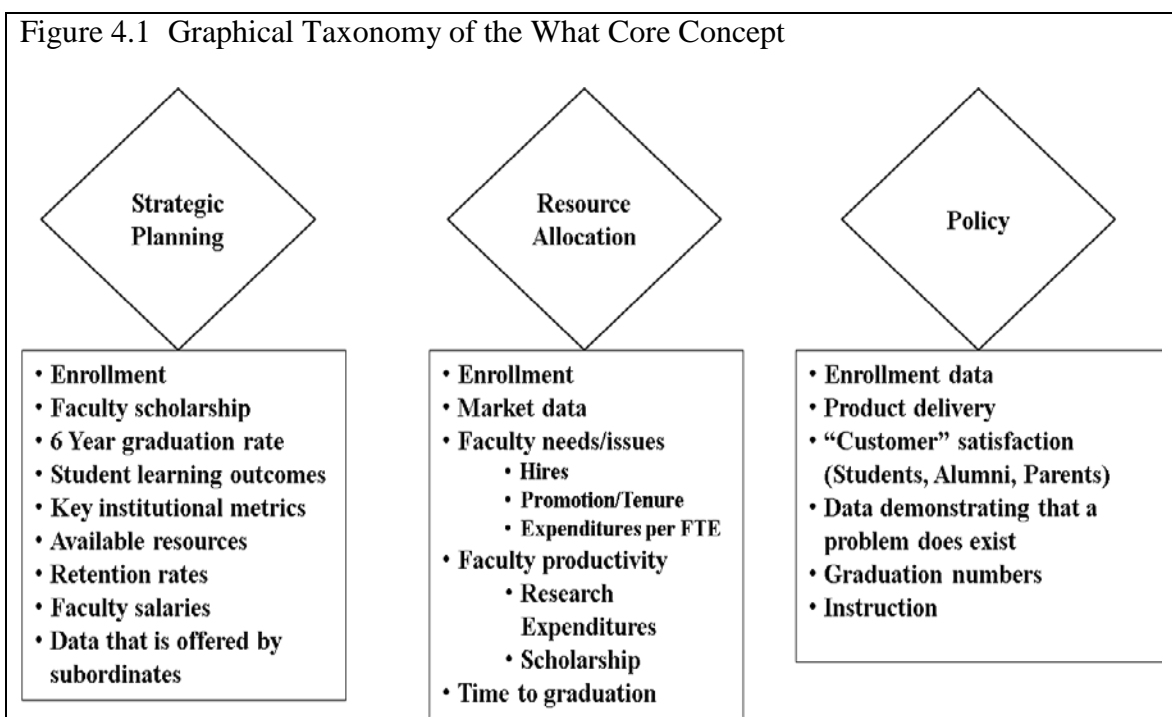 Figure 4.1  Graphical Taxonomy of the What Core Concept
Strategic
Planning
• Enrollment
• Faculty scholarship
• 6 Year graduation rate
• Student learning outcomes
• Key institutional metrics
• Available resources
• Retention rates
• Faculty salaries
• Data that is offered by
subordinates
Resource
Allocation
• Enrollment
• Market data
• Faculty needs/issues
• Hires
• Promotion/Tenure
• Expenditures per FTE
• Faculty productivity
• Research
Expenditures
• Scholarship
• Time to graduation
Policy
• Enrollment data
• Product delivery
• “Customer” satisfaction
(Students, Alumni, Parents)
• Data demonstrating that a
problem does exist
• Graduation numbers
• Instruction